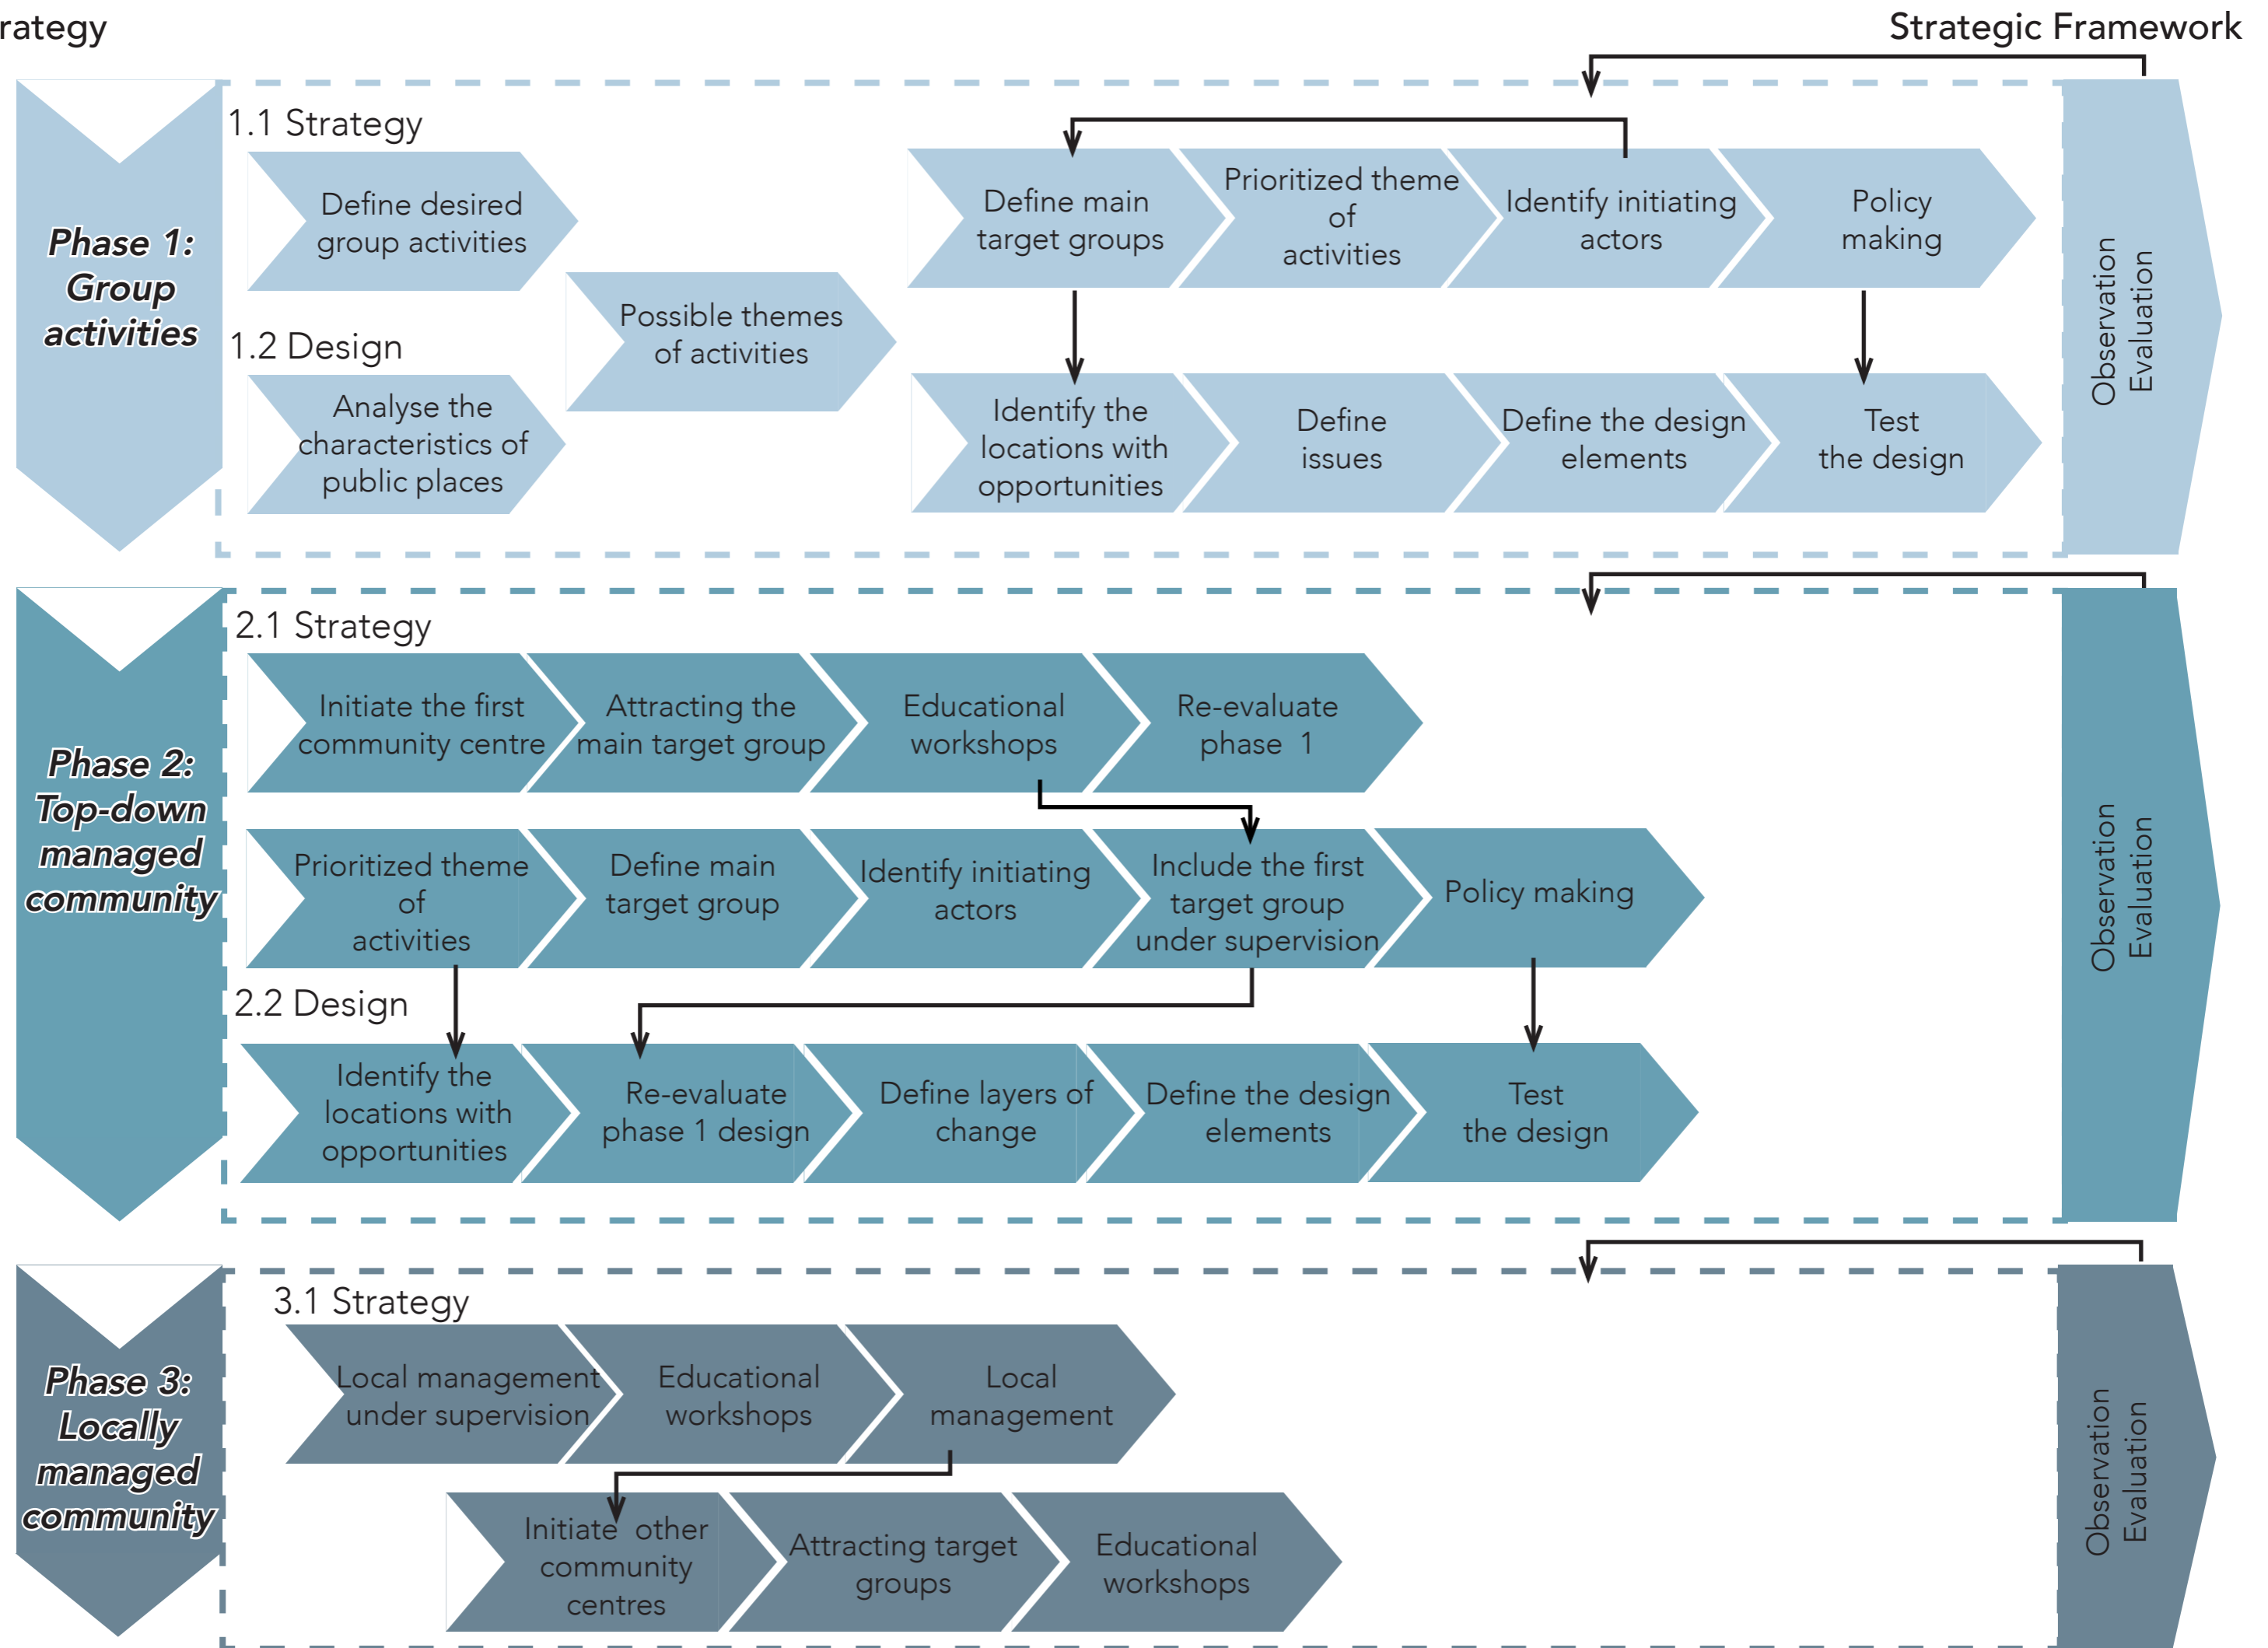 rategy
Strategic Framework
Phase 1:
Group
activities
1.1 Strategy
Define desired
group activities
1.2 Design
Analyse the
characteristics of
public places
Possible themes
of activities
Define main
target groups
Prioritized theme
of
activities
Identify initiating
actors
Policy
making
Identify the
locations with
opportunities
Define
issues
Define the design
elements
Test
the design
Observation
Evaluation
Phase 2:
Top-down
managed
community
2.1 Strategy
Initiate the first
community centre
Attracting the
main target group
Educational
workshops
Re-evaluate
phase 1
Prioritized theme
of
activities
Define main
target group
Identify initiating
actors
Include the first
target group
under supervision
Policy making
2.2 Design
Identify the
locations with
opportunities
Re-evaluate
phase 1 design
Define layers of
change
Define the design
elements
Test
the design
Observation
Evaluation
Phase 3:
Locally
managed
community
3.1 Strategy
Local management
under supervision
Educational
workshops
Local
management
Initiate other
community
centres
Attracting target
groups
Educational
workshops
Observation
Evaluation